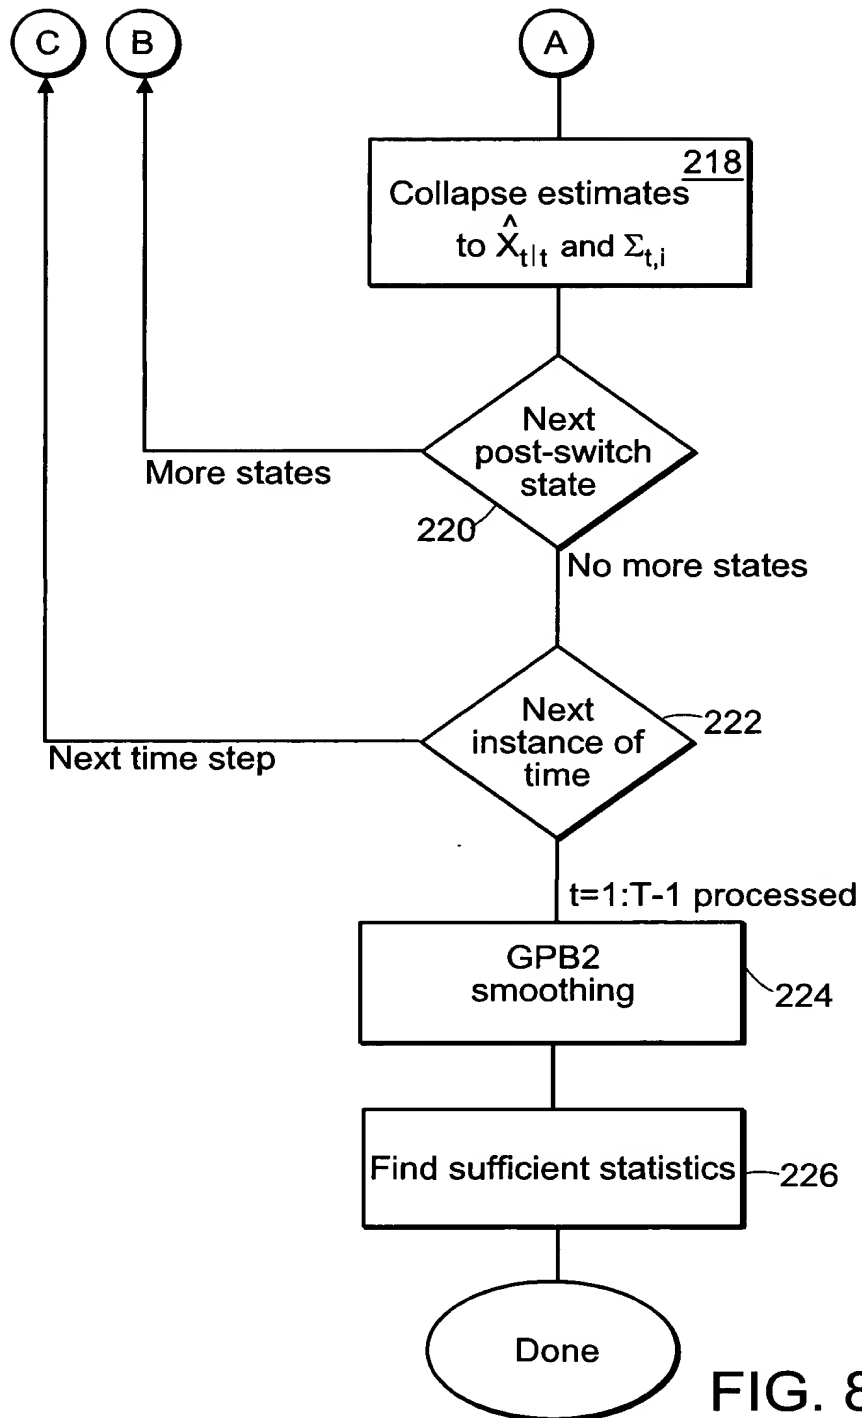 C
B
A
218
Collapse estimates
to X̂t|t and Σt,i
Next
post-switch
state
More states
220
No more states
Next
instance of
time
222
Next time step
t=1:T-1 processed
GPB2
smoothing
224
Find sufficient statistics
226
Done
FIG. 8